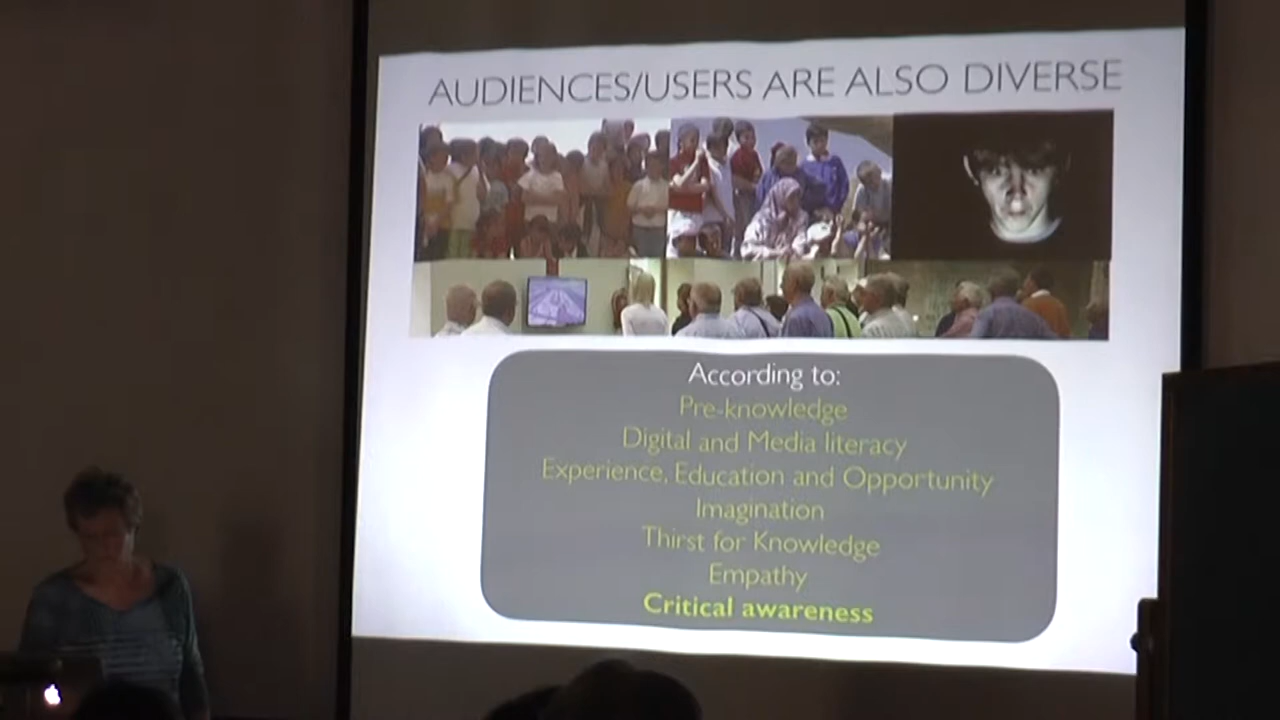 AUDIENCES/USERS ARE ALSO DIVERSE
According to:
Pre-knowledge
Digital and Media literacy
Experience, Education and Opportunity
Imagination
Thirst for Knowledge
Empathy
Critical awareness